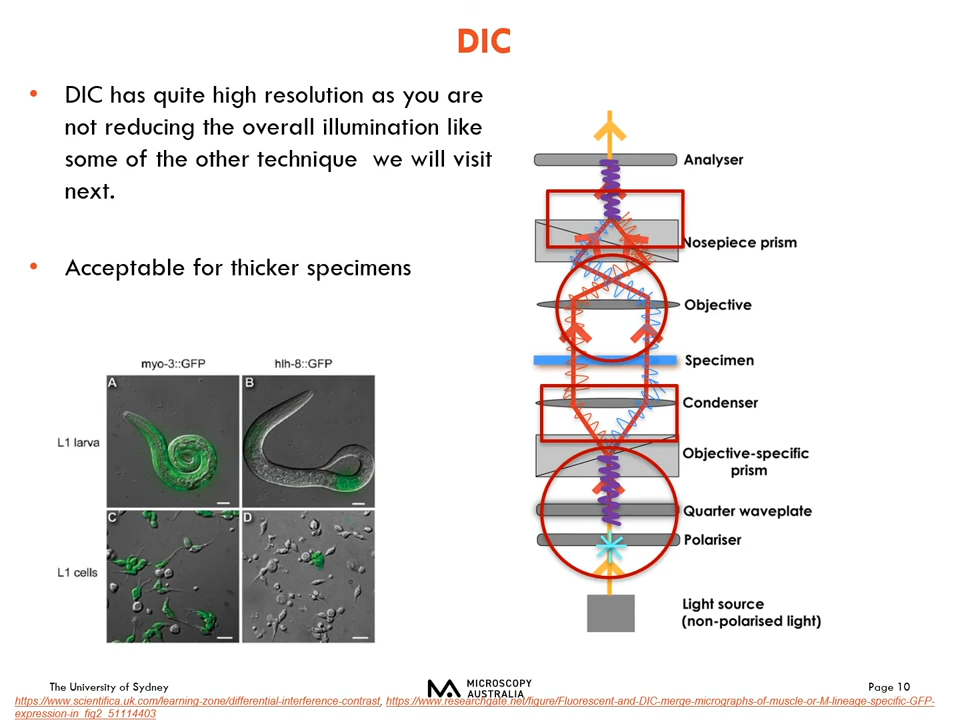 DIC
• DIC has quite high resolution as you are
not reducing the overall illumination like
some of the other technique  we will visit
next.
• Acceptable for thicker specimens
myo-3::GFP
hlh-8::GFP
L1 larva
A
B
L1 cells
C
D
Analyser
Nosepiece prism
Objective
Specimen
Condenser
Objective-specific
prism
Quarter waveplate
Polariser
Light source
(non-polarised light)
The University of Sydney
MICROSCOPY
AUSTRALIA
Page 10
https://www.scientifica.uk.com/learning-zone/differential-interference-contrast, https://www.researchgate.net/figure/Fluorescent-and-DIC-merge-micrographs-of-muscle-or-M-lineage-specific-GFP-
expression-in_fig2_51114403